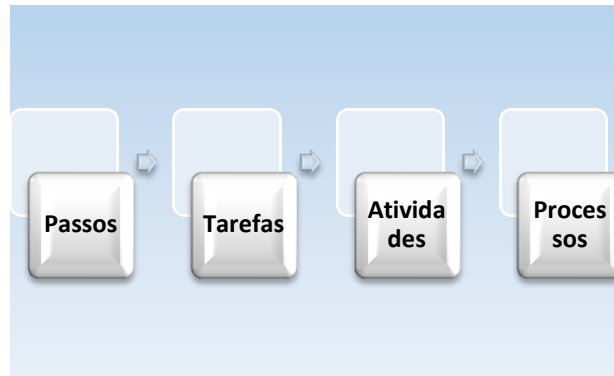 Passos
Tarefas
Ativida
des
Proces
sos